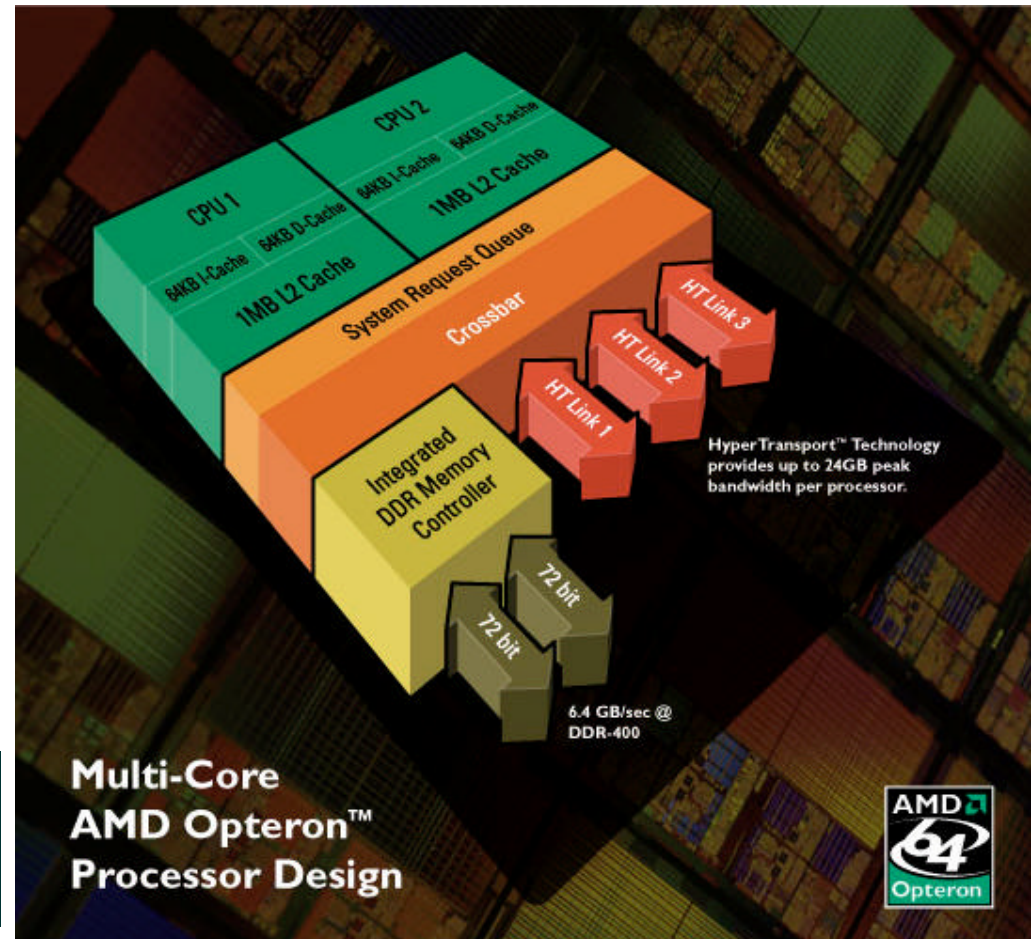 CPU 1
64KB I-Cache
64KB D-Cache
1MB L2 Cache
CPU 2
64KB I-Cache
64KB D-Cache
1MB L2 Cache
System Request Queue
Crossbar
HT Link 1
HT Link 2
HT Link 3
HyperTransport™ Technology
provides up to 24GB peak
bandwidth per processor.
Integrated
DDR Memory
Controller
72 bit
72 bit
6.4 GB/sec @
DDR-400
Multi-Core
AMD Opteron™
Processor Design
AMD
64
Opteron